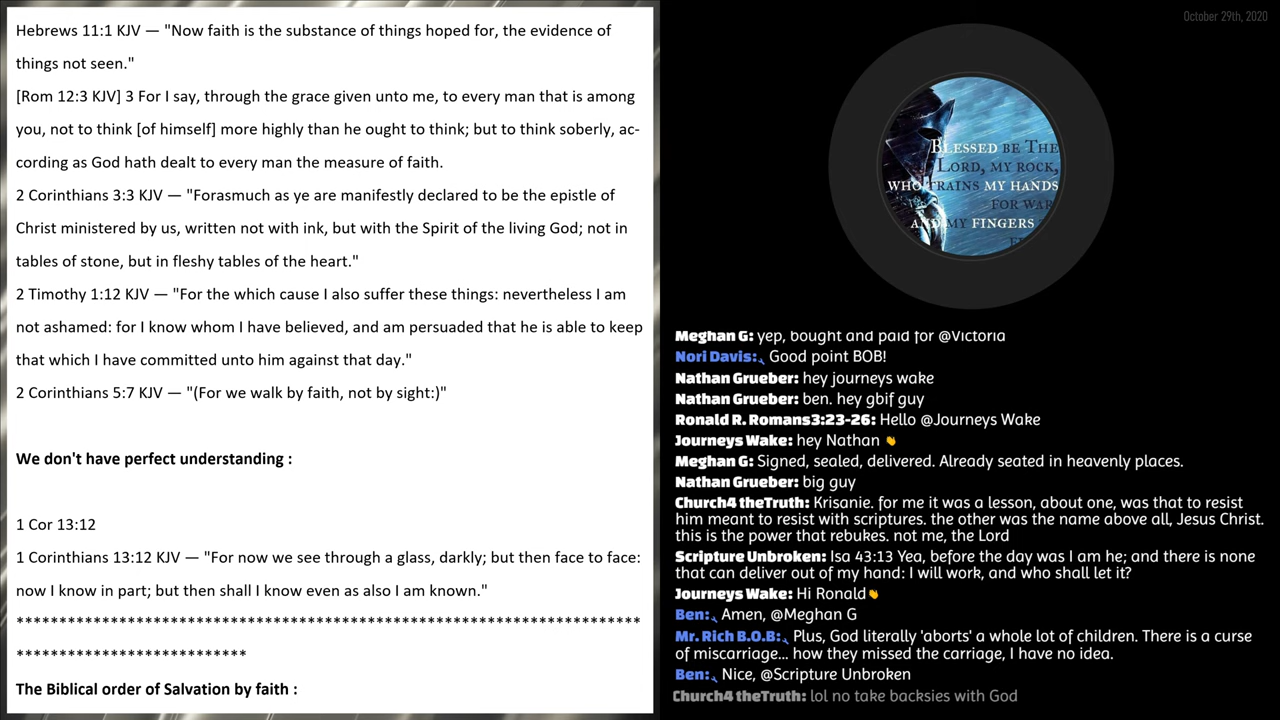 Hebrews 11:1 KJV — "Now faith is the substance of things hoped for, the evidence of
things not seen."
[Rom 12:3 KJV] 3 For I say, through the grace given unto me, to every man that is among
you, not to think [of himself] more highly than he ought to think; but to think soberly, ac-
cording as God hath dealt to every man the measure of faith.
2 Corinthians 3:3 KJV — "Forasmuch as ye are manifestly declared to be the epistle of
Christ ministered by us, written not with ink, but with the Spirit of the living God; not in
tables of stone, but in fleshy tables of the heart."
2 Timothy 1:12 KJV — "For the which cause I also suffer these things: nevertheless I am
not ashamed: for I know whom I have believed, and am persuaded that he is able to keep
that which I have committed unto him against that day."
2 Corinthians 5:7 KJV — "(For we walk by faith, not by sight:)"
We don't have perfect understanding :
1 Cor 13:12
1 Corinthians 13:12 KJV — "For now we see through a glass, darkly; but then face to face:
now I know in part; but then shall I know even as also I am known."
*************************************************************************
***************************
The Biblical order of Salvation by faith :
October 29th, 2020
BLESSED BE THE
LORD, MY ROCK,
WHO TRAINS MY HANDS
FOR WAR
AND MY FINGERS
Meghan G: yep, bought and paid for @Victoria
Nori Davis: Good point BOB!
Nathan Grueber: hey journeys wake
Nathan Grueber: ben. hey gbif guy
Ronald R. Romans3:23-26: Hello @Journeys Wake
Journeys Wake: hey Nathan 👋
Meghan G: Signed, sealed, delivered. Already seated in heavenly places.
Nathan Grueber: big guy
Church4 theTruth: Krisanie. for me it was a lesson, about one, was that to resist
him meant to resist with scriptures. the other was the name above all, Jesus Christ.
this is the power that rebukes. not me, the Lord
Scripture Unbroken: Isa 43:13 Yea, before the day was I am he; and there is none
that can deliver out of my hand: I will work, and who shall let it?
Journeys Wake: Hi Ronald👋
Ben: Amen, @Meghan G
Mr. Rich B.O.B: Plus, God literally 'aborts' a whole lot of children. There is a curse
of miscarriage... how they missed the carriage, I have no idea.
Ben: Nice, @Scripture Unbroken
Church4 theTruth: lol no take backsies with God